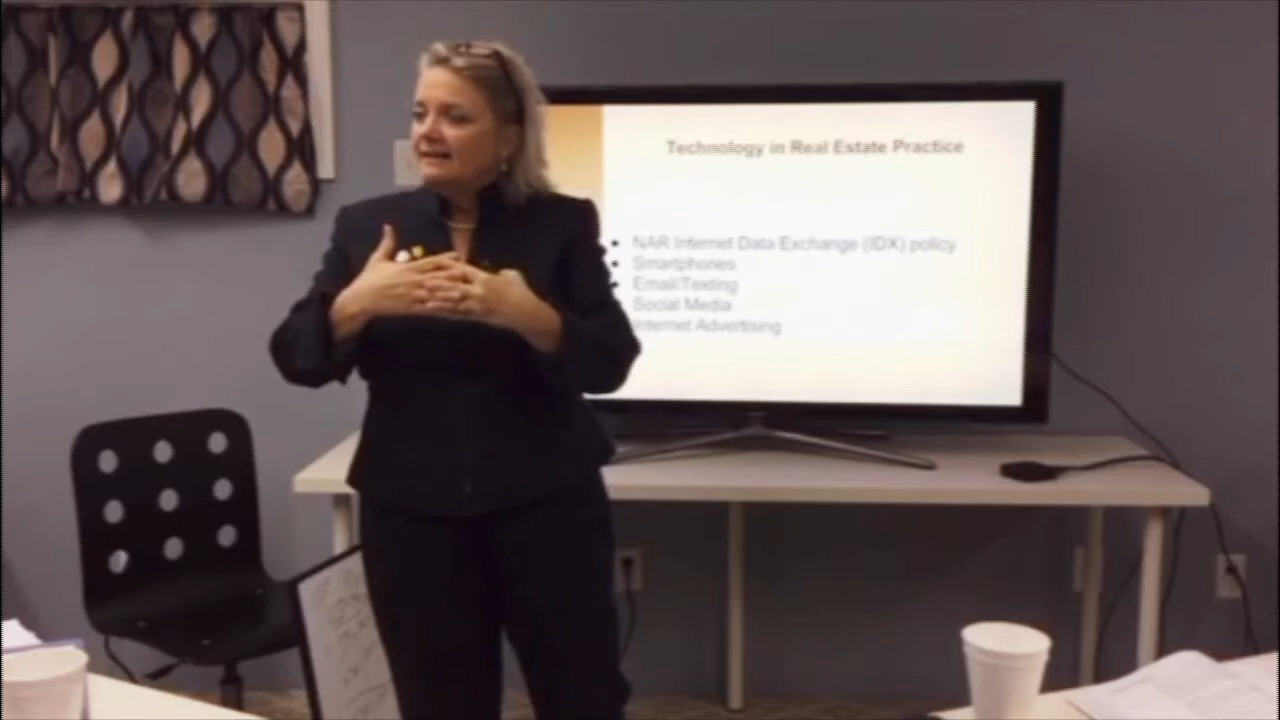 Technology in Real Estate Practice
NAR Internet Data Exchange (IDX) policy
Smartphones
Email/Texting
Social Media
Internet Advertising